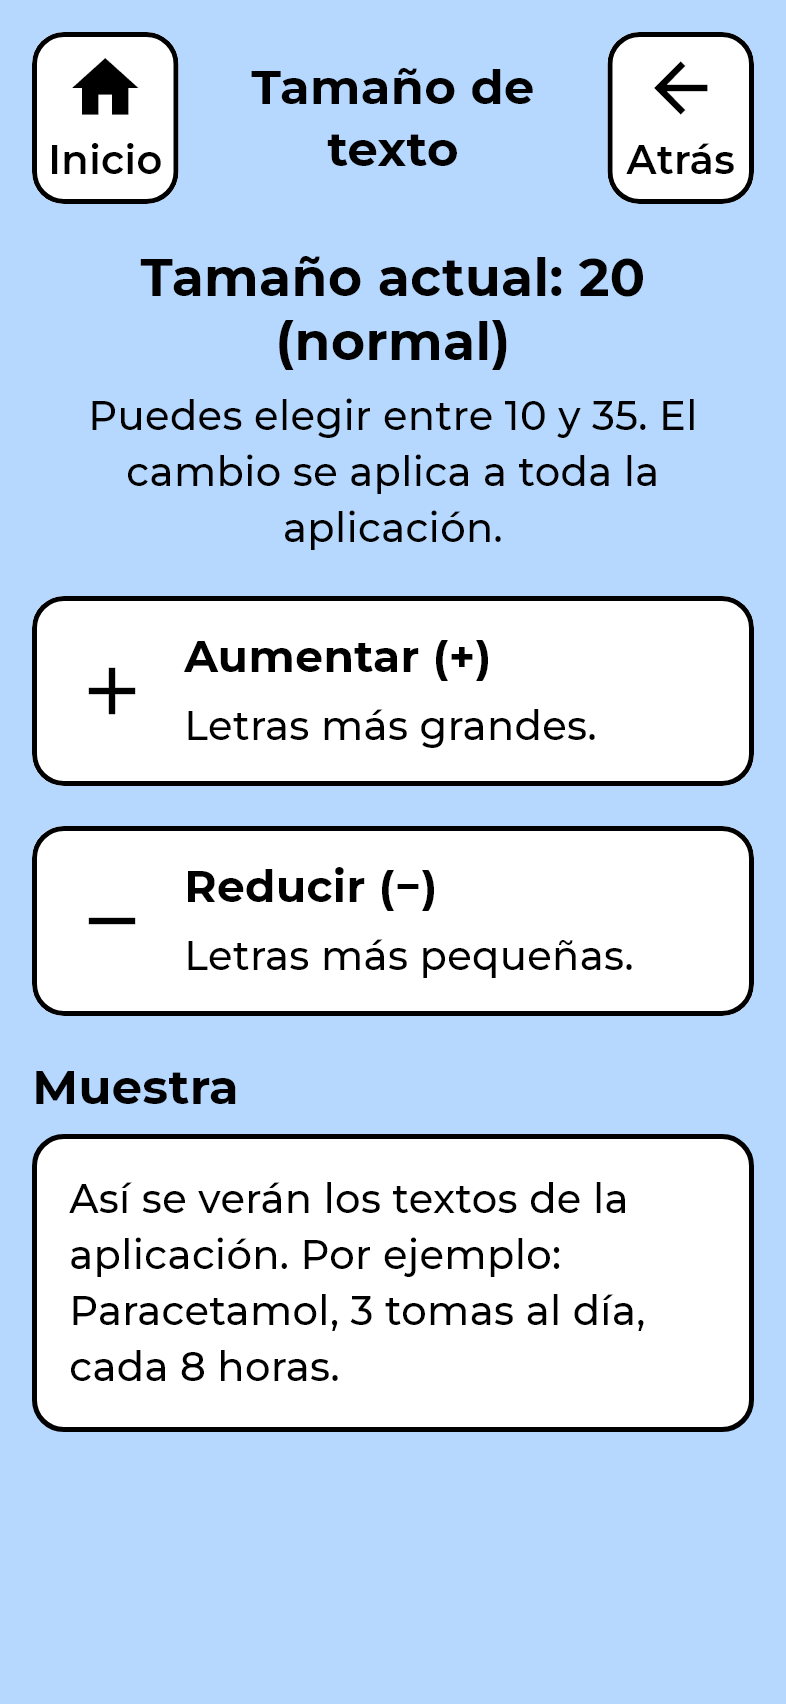 Inicio
Tamaño de
texto
Atrás
Tamaño actual: 20
(normal)
Puedes elegir entre 10 y 35. El
cambio se aplica a toda la
aplicación.
Aumentar (+)
Letras más grandes.
Reducir (−)
Letras más pequeñas.
Muestra
Así se verán los textos de la
aplicación. Por ejemplo:
Paracetamol, 3 tomas al día,
cada 8 horas.